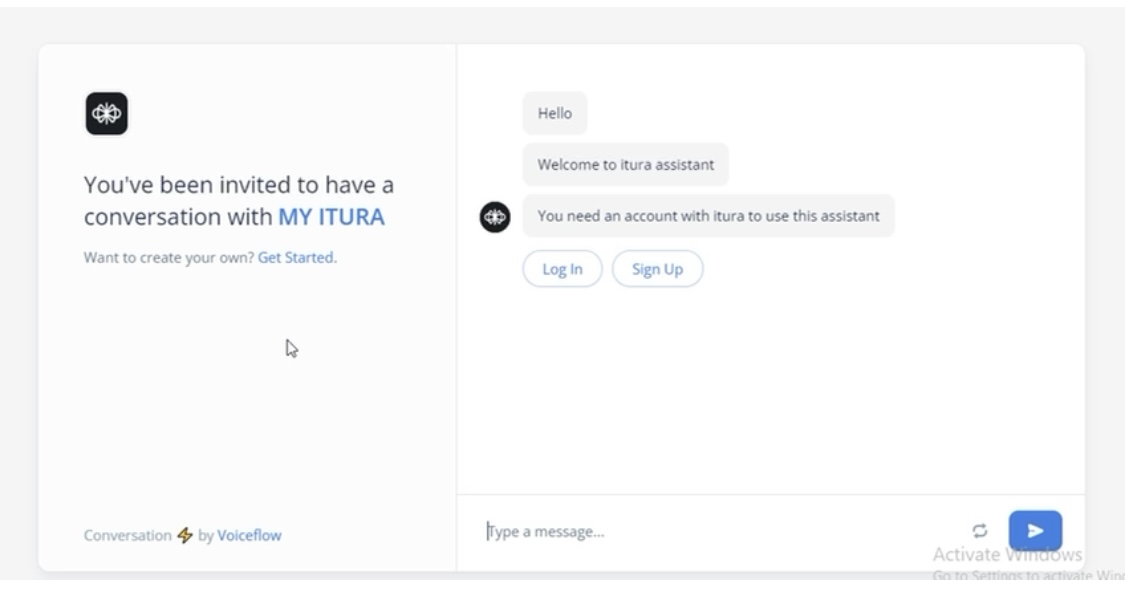 You've been invited to have a
conversation with MY ITURA
Want to create your own? Get Started.
Conversation ⚡ by Voiceflow
Hello
Welcome to itura assistant
You need an account with itura to use this assistant
Log In
Sign Up
Type a message...
Activate Windows
Go to Settings to activate Win